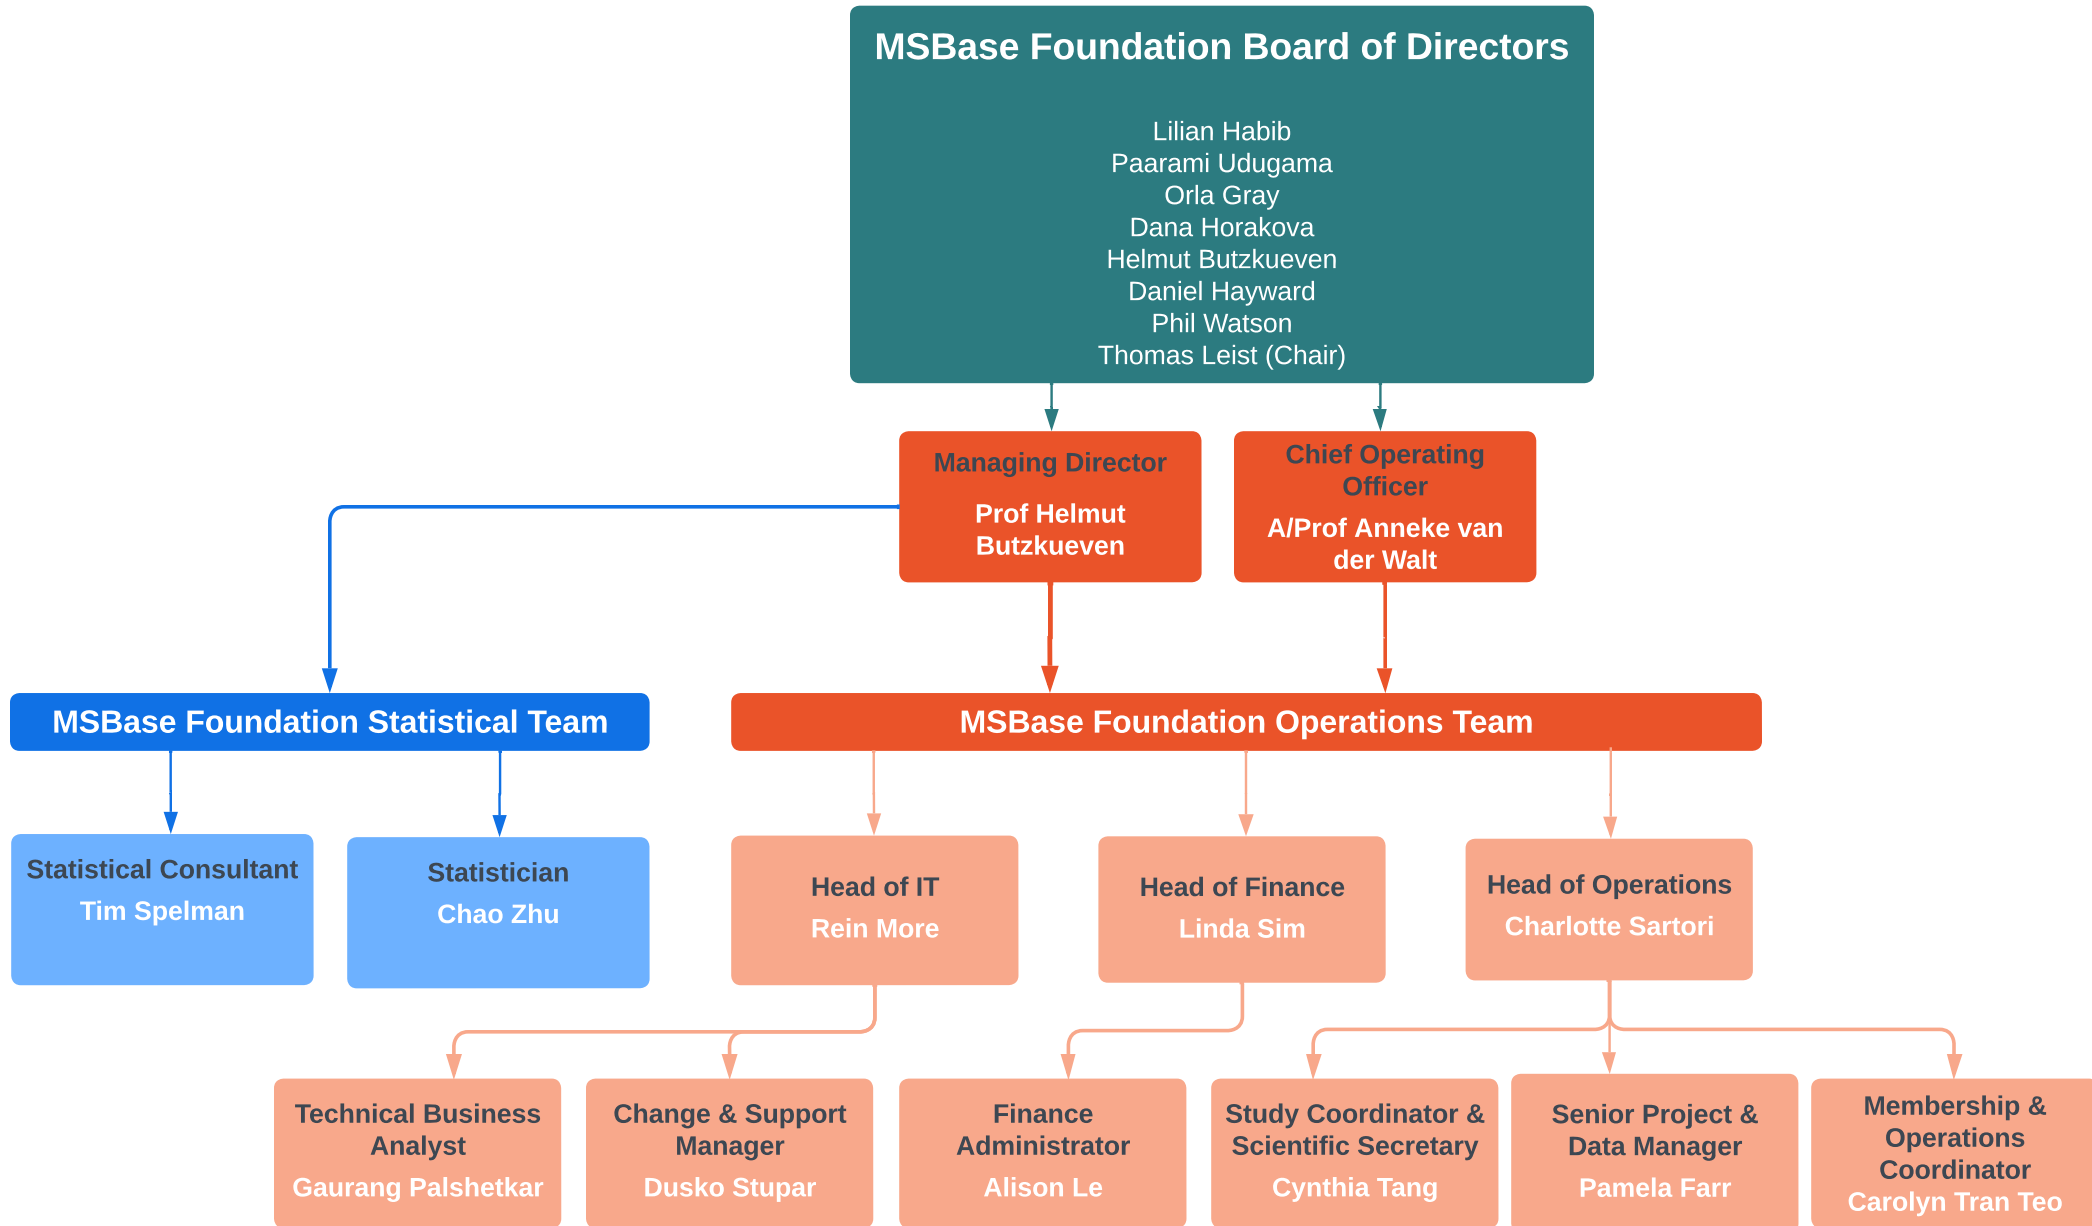 MSBase Foundation Board of Directors
Lilian Habib
Paarami Udugama
Orla Gray
Dana Horakova
Helmut Butzkueven
Daniel Hayward
Phil Watson
Thomas Leist (Chair)
Managing Director
Prof Helmut
Butzkueven
Chief Operating
Officer
A/Prof Anneke van
der Walt
MSBase Foundation Statistical Team
MSBase Foundation Operations Team
Statistical Consultant
Tim Spelman
Statistician
Chao Zhu
Head of IT
Rein More
Head of Finance
Linda Sim
Head of Operations
Charlotte Sartori
Technical Business
Analyst
Gaurang Palshetkar
Change & Support
Manager
Dusko Stupar
Finance
Administrator
Alison Le
Study Coordinator &
Scientific Secretary
Cynthia Tang
Senior Project &
Data Manager
Pamela Farr
Membership &
Operations
Coordinator
Carolyn Tran Teo